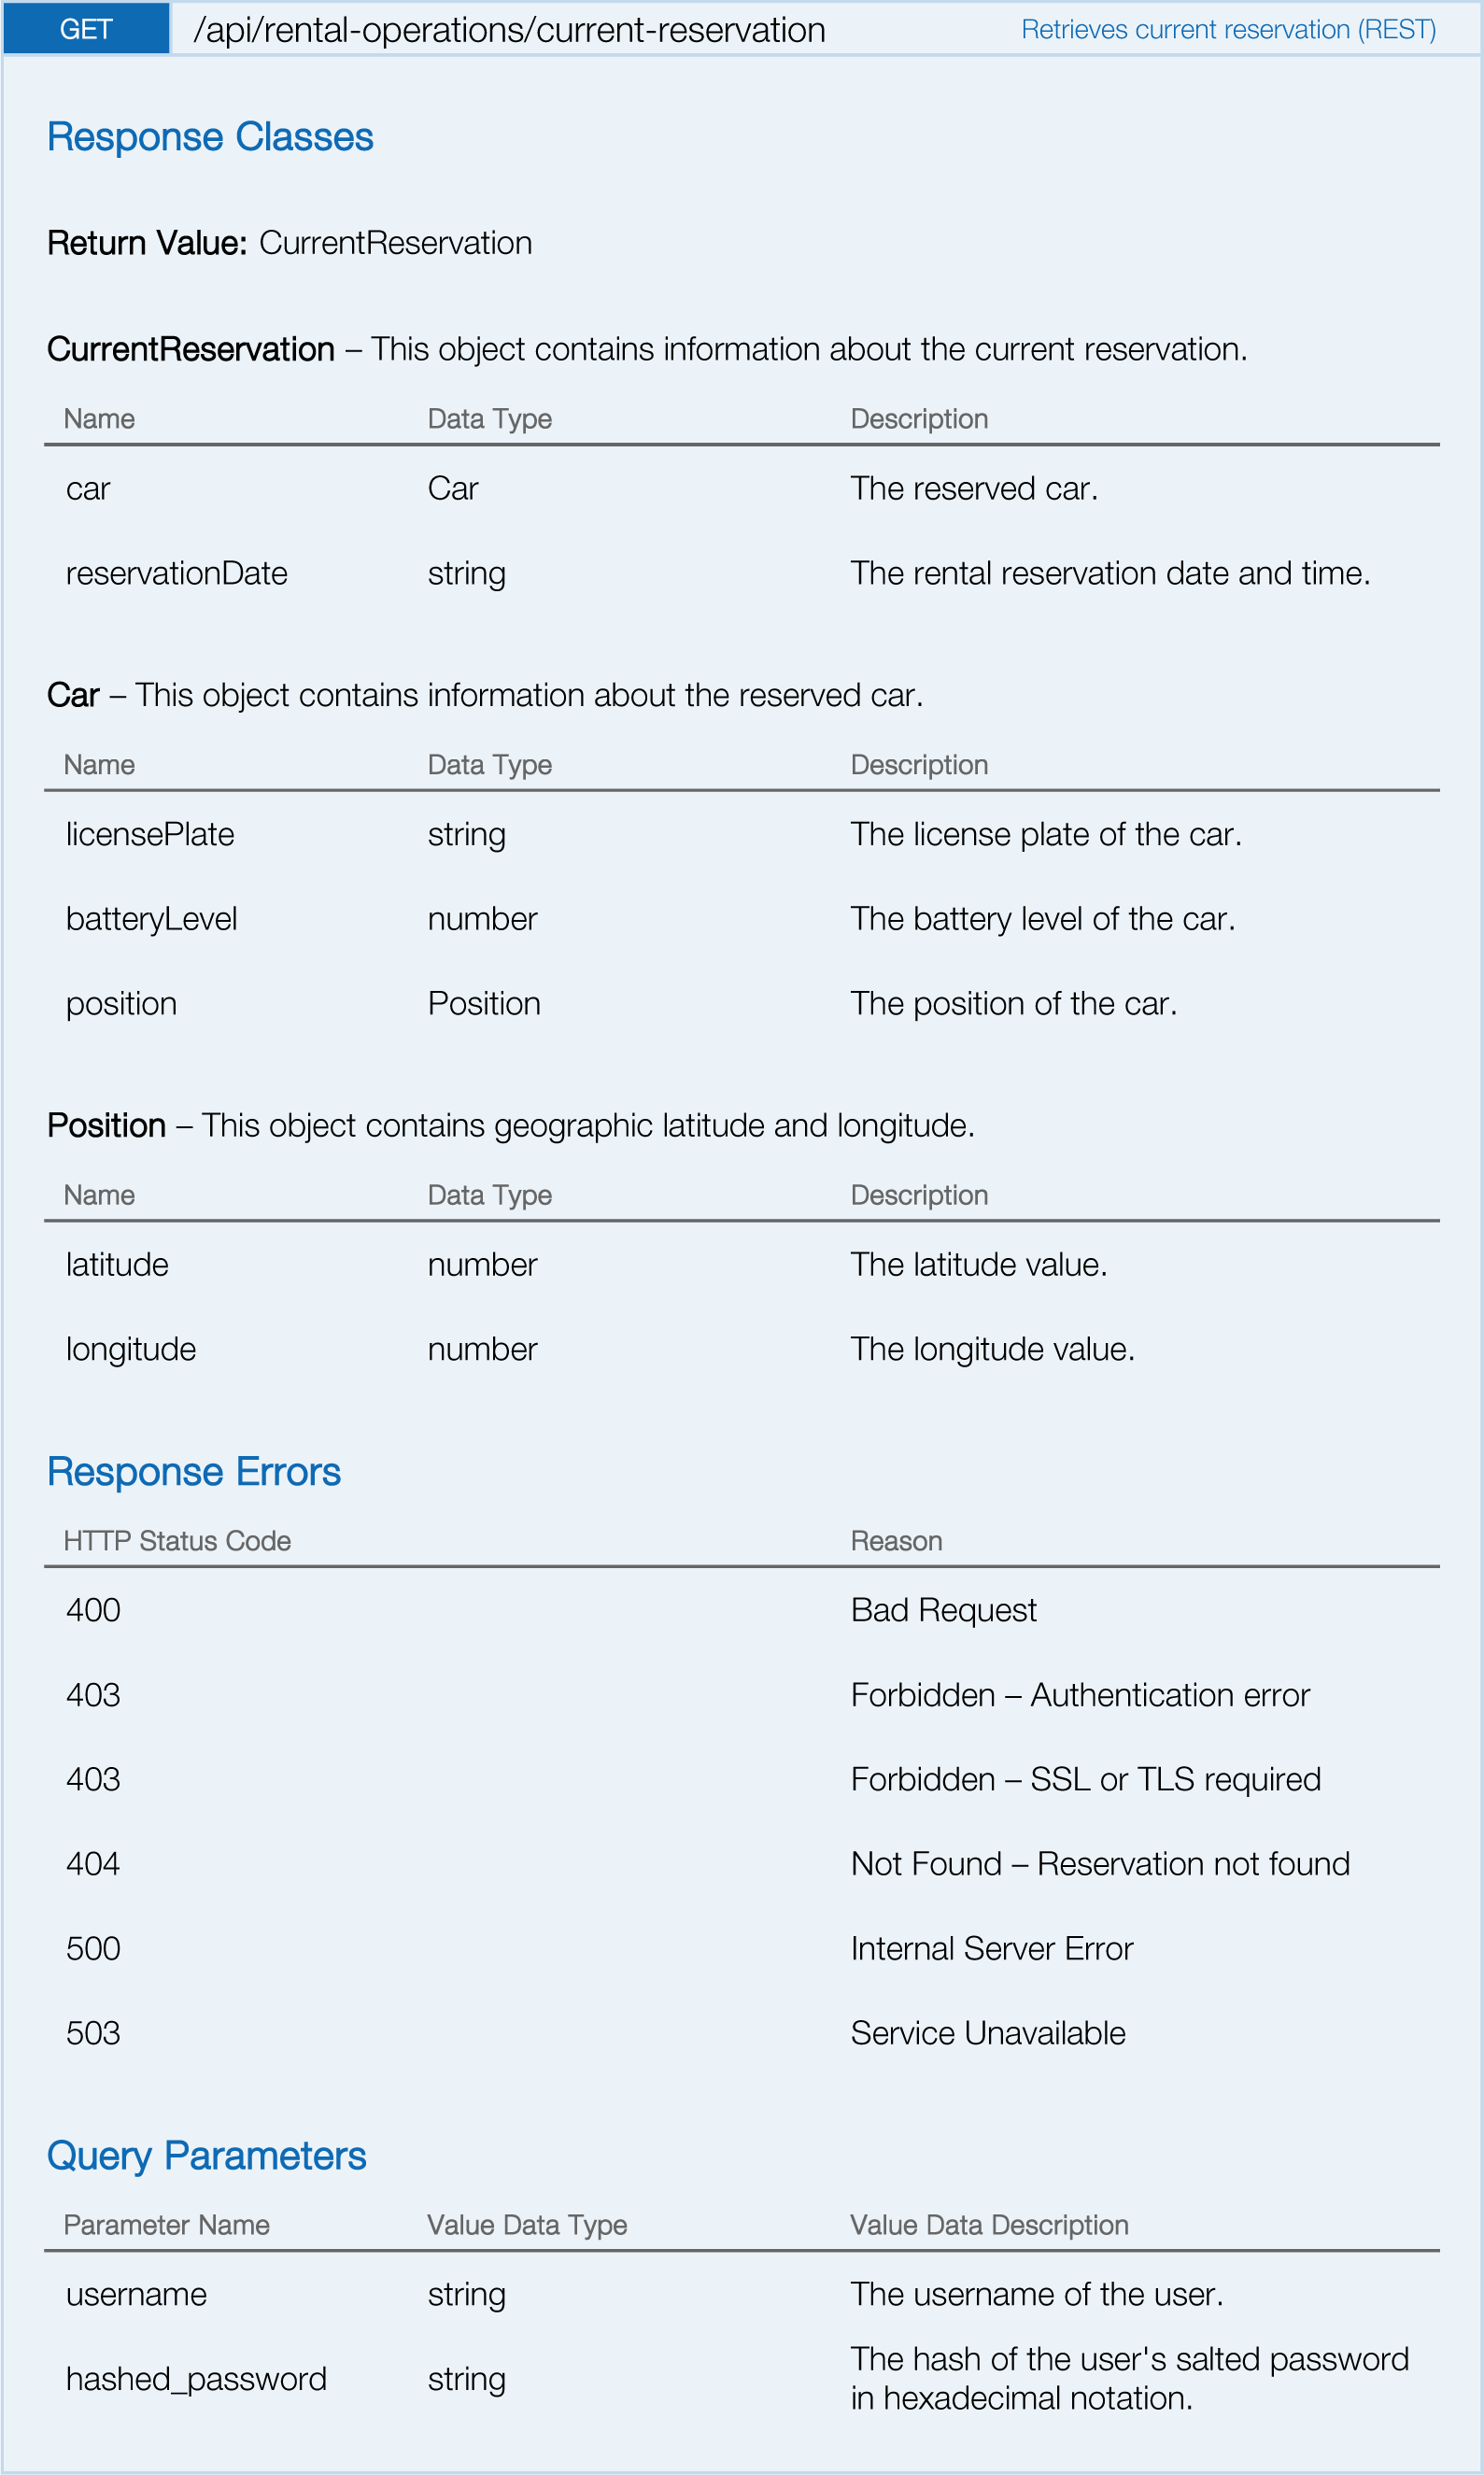 GET /api/rental-operations/current-reservation Retrieves current reservation (REST)
Response Classes
Return Value: CurrentReservation
CurrentReservation – This object contains information about the current reservation.
Name Data Type Description
car Car The reserved car.
reservationDate string The rental reservation date and time.
Car – This object contains information about the reserved car.
Name Data Type Description
licensePlate string The license plate of the car.
batteryLevel number The battery level of the car.
position Position The position of the car.
Position – This object contains geographic latitude and longitude.
Name Data Type Description
latitude number The latitude value.
longitude number The longitude value.
Response Errors
HTTP Status Code Reason
400 Bad Request
403 Forbidden – Authentication error
403 Forbidden – SSL or TLS required
404 Not Found – Reservation not found
500 Internal Server Error
503 Service Unavailable
Query Parameters
Parameter Name Value Data Type Value Data Description
username string The username of the user.
hashed_password string The hash of the user's salted password
in hexadecimal notation.